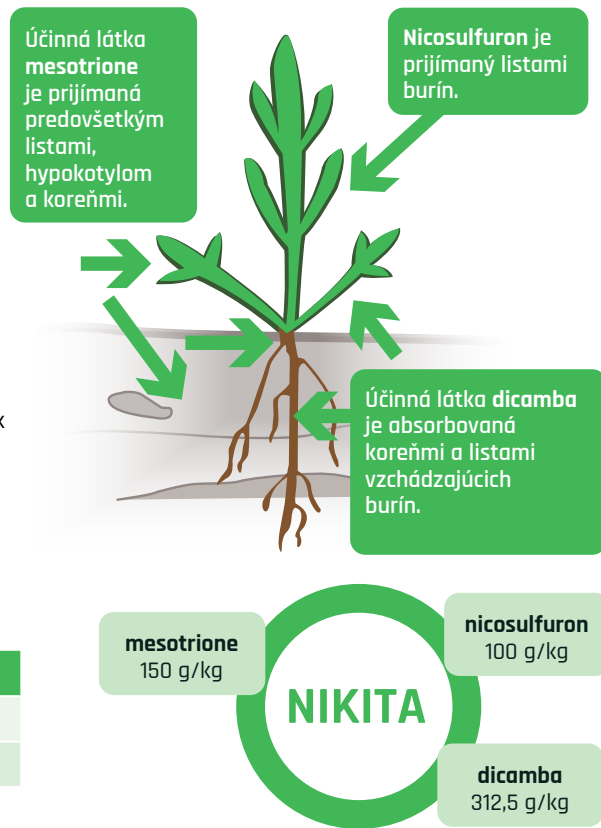 Účinná látka
mesotrione
je prijímaná
predovšetkým
listami,
hypokotylom
a koreňmi.
Nicosulfuron je
prijímaný listami
burín.
x
Účinná látka dicamba
je absorbovaná
koreňmi a listami
vzchádzajúcich
burín.
mesotrione
150 g/kg
nicosulfuron
100 g/kg
NIKITA
dicamba
312,5 g/kg